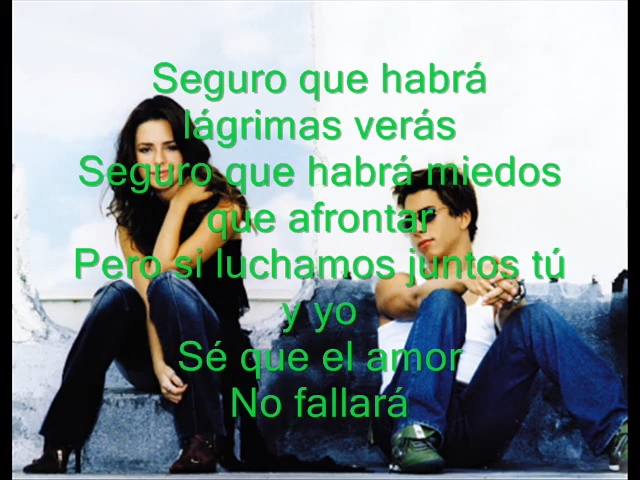 Seguro que habrá
lágrimas verás
Seguro que habrá miedos
que afrontar
Pero si luchamos juntos tú
y yo
Sé que el amor
No fallará